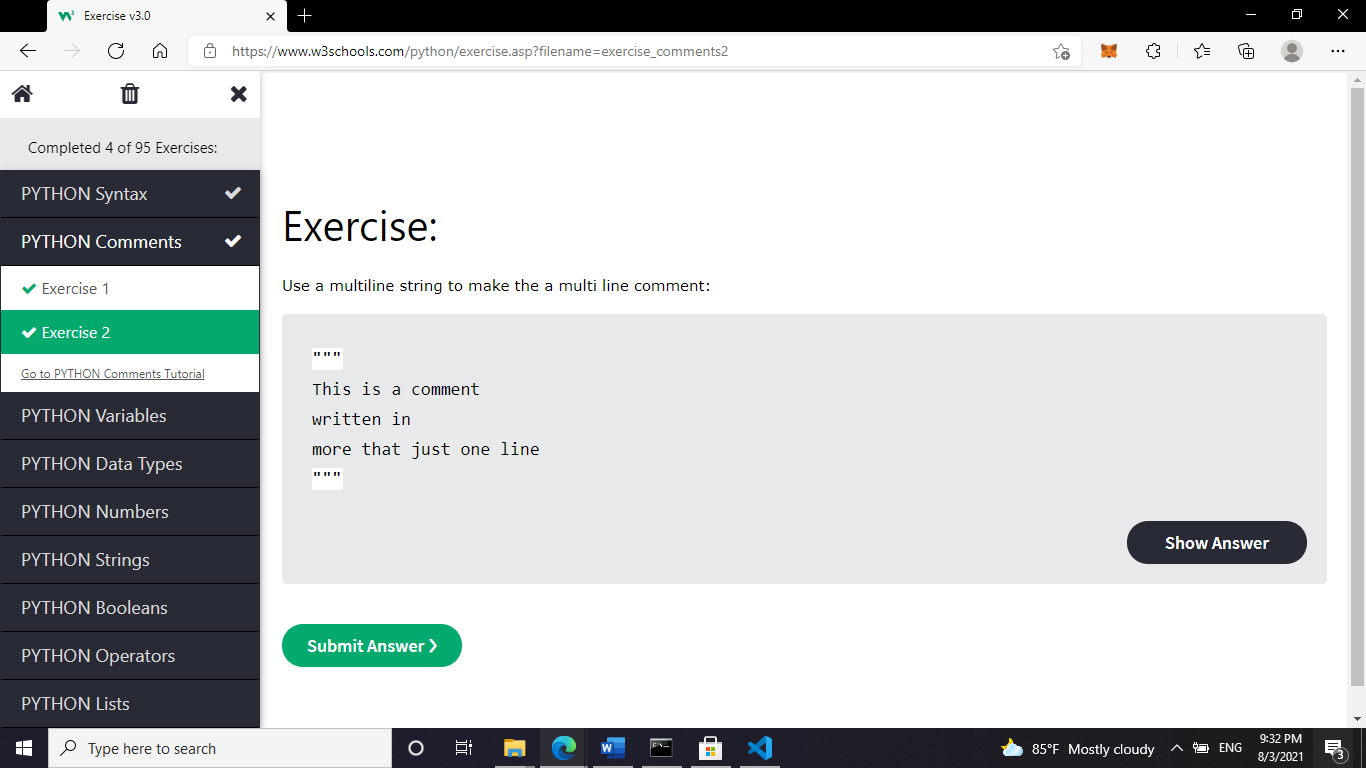 Exercise v3.0
https://www.w3schools.com/python/exercise.asp?filename=exercise_comments2
Completed 4 of 95 Exercises:
PYTHON Syntax
PYTHON Comments
Exercise 1
Exercise 2
Go to PYTHON Comments Tutorial
PYTHON Variables
PYTHON Data Types
PYTHON Numbers
PYTHON Strings
PYTHON Booleans
PYTHON Operators
PYTHON Lists
Exercise:
Use a multiline string to make the a multi line comment:
"""
This is a comment
written in
more that just one line
"""
Show Answer
Submit Answer ❯
Type here to search
85°F Mostly cloudy
ENG
9:32 PM
8/3/2021
3